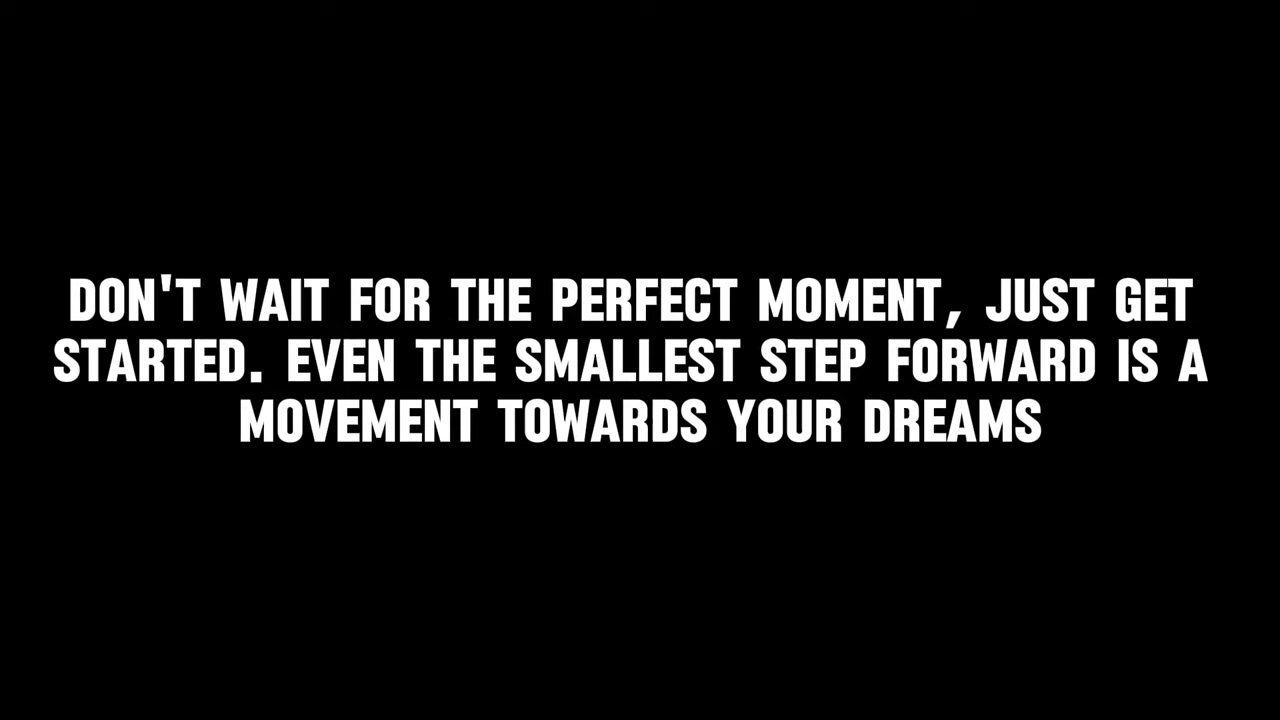 DON'T WAIT FOR THE PERFECT MOMENT, JUST GET
STARTED. EVEN THE SMALLEST STEP FORWARD IS A
MOVEMENT TOWARDS YOUR DREAMS